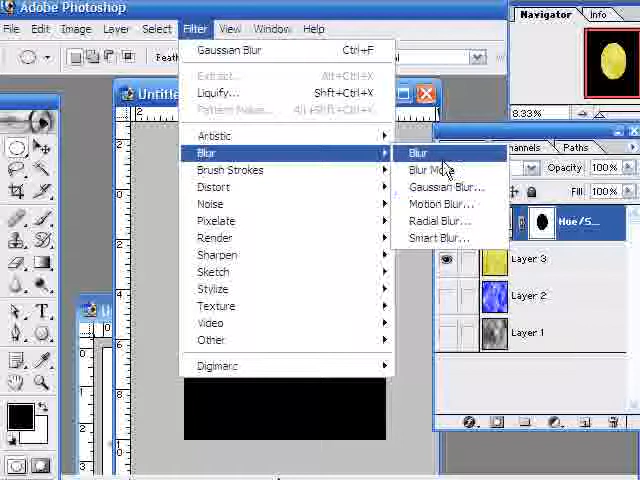 Adobe Photoshop
File Edit Image Layer Select Filter View Window Help
Gaussian Blur Ctrl+F
Extract... Alt+Ctrl+X
Liquify... Shft+Ctrl+X
Pattern Maker... Alt+Shft+Ctrl+X
Artistic
Blur
Brush Strokes
Distort
Noise
Pixelate
Render
Sharpen
Sketch
Stylize
Texture
Video
Other
Digimarc
Blur
Blur More
Gaussian Blur...
Motion Blur...
Radial Blur...
Smart Blur...
Navigator Info
8.33%
Paths
Opacity: 100%
Fill: 100%
Hue/S...
Layer 3
Layer 2
Layer 1